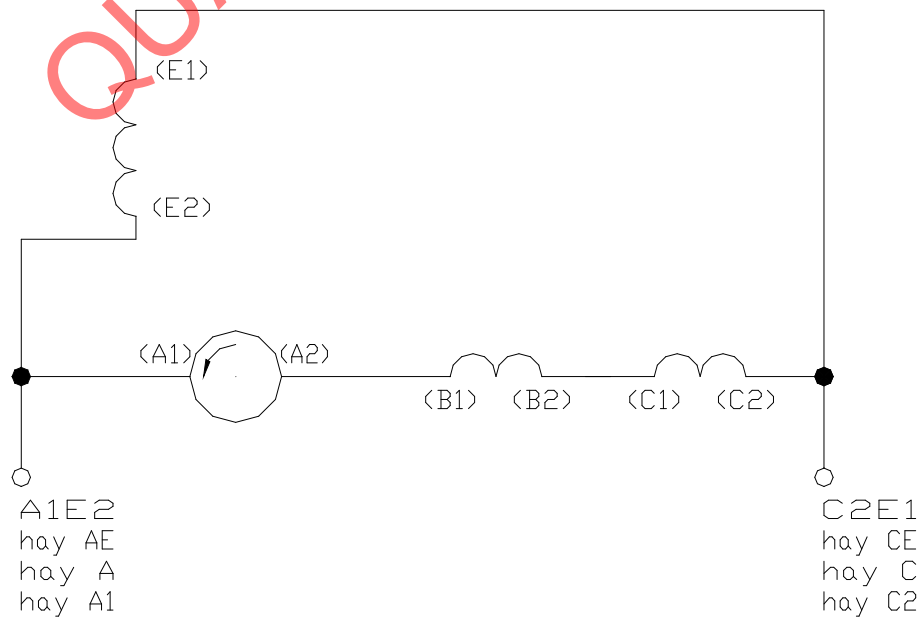 QU
(E1)
(E2)
(A1)
(A2)
(B1)
(B2)
(C1)
(C2)
A1E2
hay AE
hay A
hay A1
C2E1
hay CE
hay C
hay C2